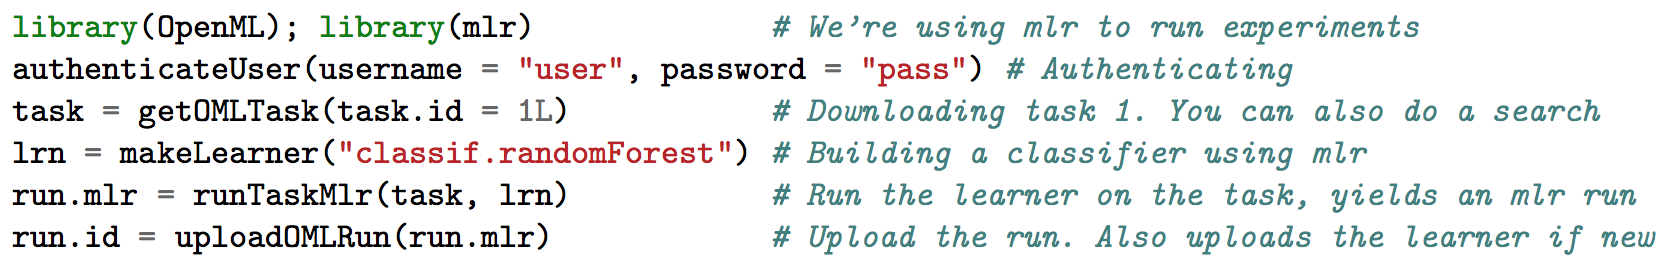 library(OpenML); library(mlr) # We're using mlr to run experiments
authenticateUser(username = "user", password = "pass") # Authenticating
task = getOMLTask(task.id = 1L) # Downloading task 1. You can also do a search
lrn = makeLearner("classif.randomForest") # Building a classifier using mlr
run.mlr = runTaskMlr(task, lrn) # Run the learner on the task, yields an mlr run
run.id = uploadOMLRun(run.mlr) # Upload the run. Also uploads the learner if new